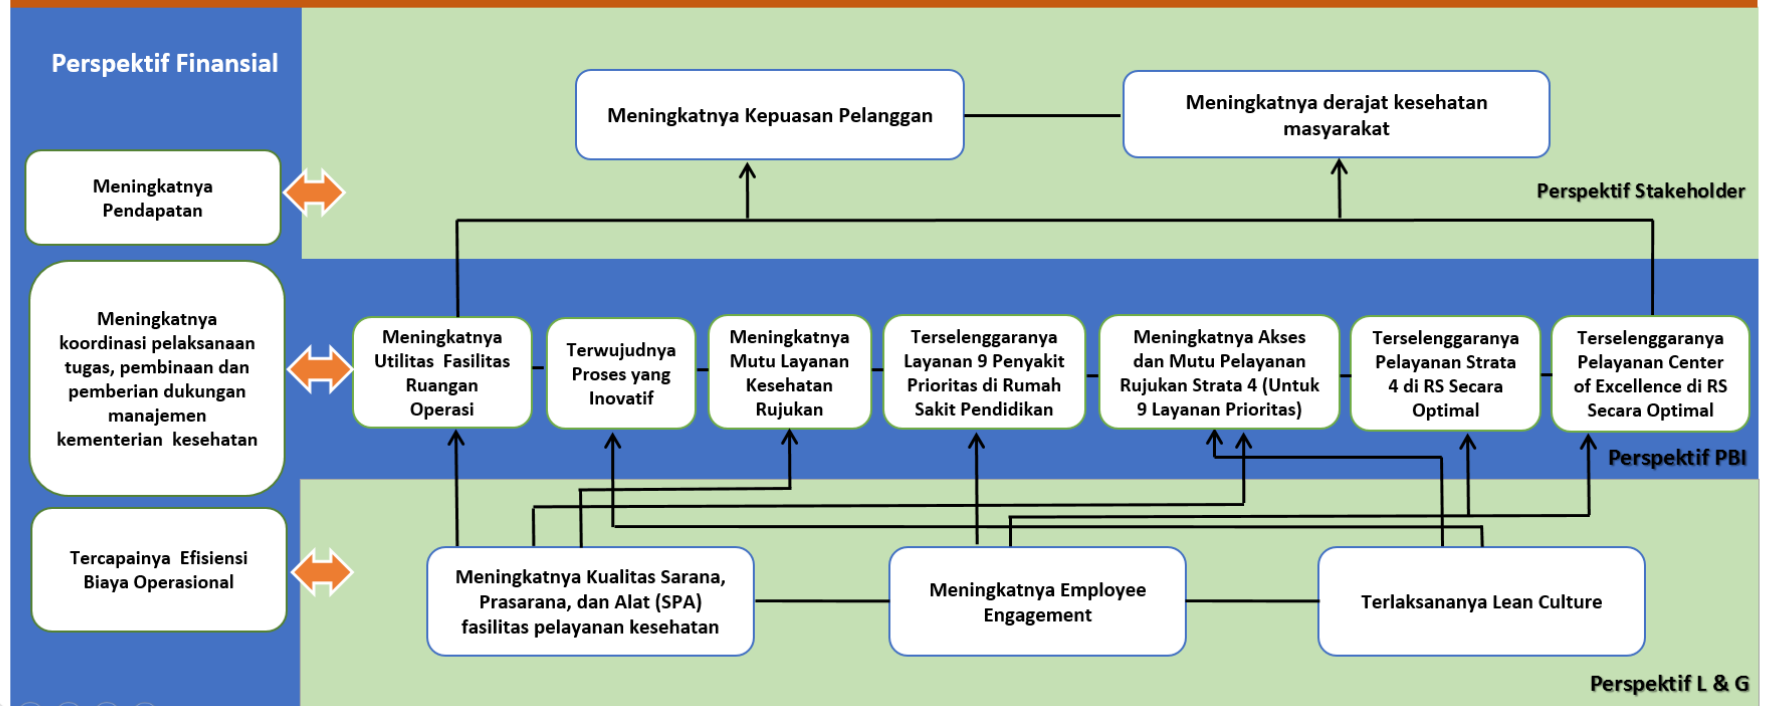 Perspektif Finansial
Meningkatnya Kepuasan Pelanggan
Meningkatnya derajat kesehatan
masyarakat
Meningkatnya
Pendapatan
Perspektif Stakeholder
Meningkatnya
koordinasi pelaksanaan
tugas, pembinaan dan
pemberian dukungan
manajemen
kementerian kesehatan
Meningkatnya
Utilitas Fasilitas
Ruangan
Operasi
Terwujudnya
Proses yang
Inovatif
Meningkatnya
Mutu Layanan
Kesehatan
Rujukan
Terselenggaranya
Layanan 9 Penyakit
Prioritas di Rumah
Sakit Pendidikan
Meningkatnya Akses
dan Mutu Pelayanan
Rujukan Strata 4 (Untuk
9 Layanan Prioritas)
Terselenggaranya
Pelayanan Strata
4 di RS Secara
Optimal
Terselenggaranya
Pelayanan Center
of Excellence di RS
Secara Optimal
Perspektif PBI
Tercapainya Efisiensi
Biaya Operasional
Meningkatnya Kualitas Sarana,
Prasarana, dan Alat (SPA)
fasilitas pelayanan kesehatan
Meningkatnya Employee
Engagement
Terlaksananya Lean Culture
Perspektif L & G